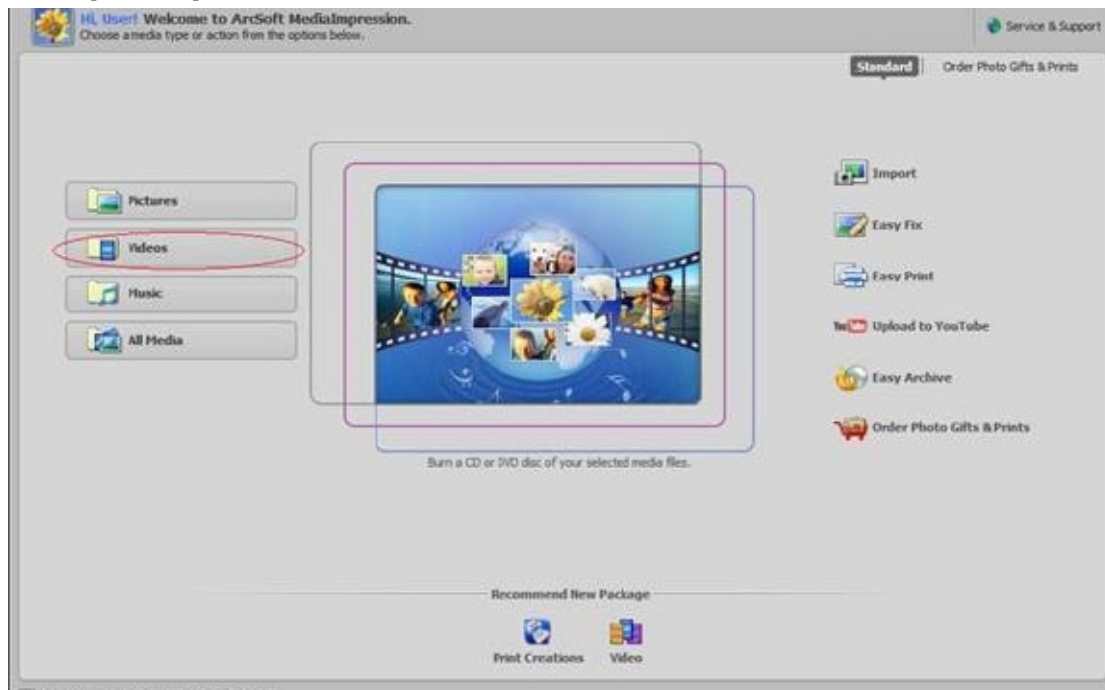 Hi, User! Welcome to ArcSoft MediaImpression.
Choose a media type or action from the options below.
Service & Support
Standard
Order Photo Gifts & Prints
Pictures
Videos
Music
All Media
Import
Easy Fix
Easy Print
Upload to YouTube
Easy Archive
Order Photo Gifts & Prints
Burn a CD or DVD disc of your selected media files.
Recommend New Package
Print Creations
Video